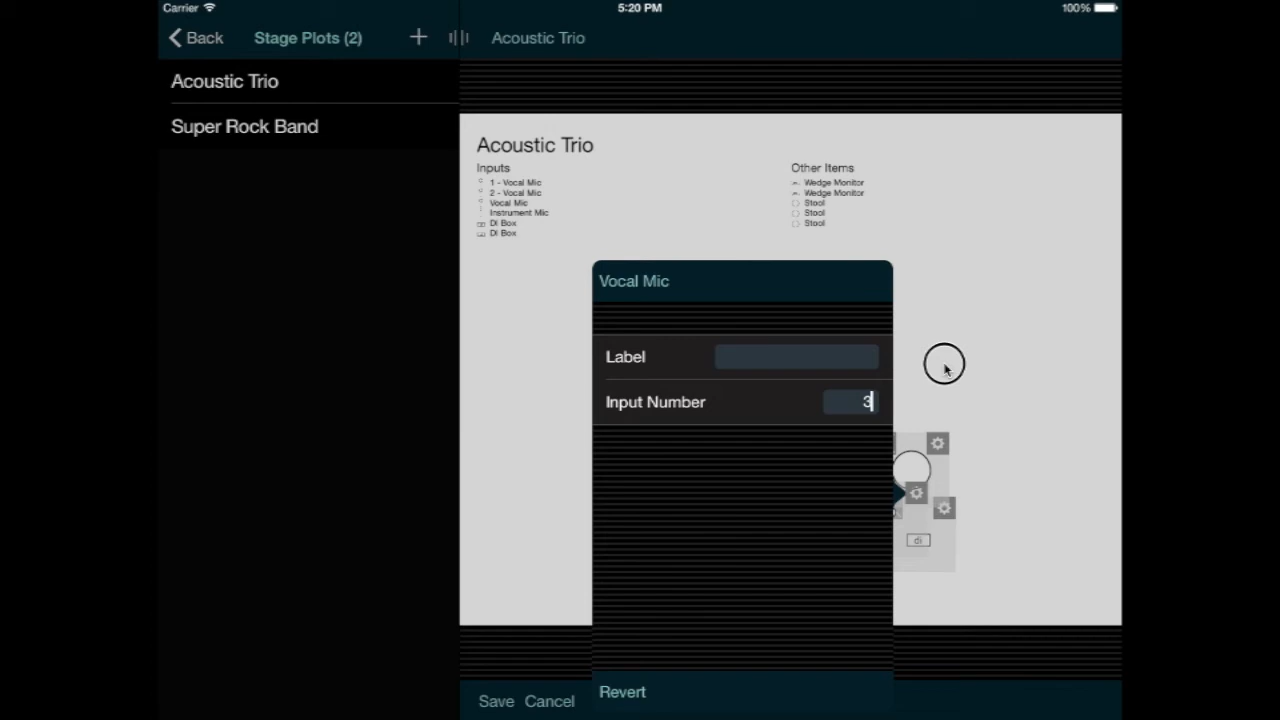 Carrier 5:20 PM 100%
Back Stage Plots (2) + Acoustic Trio
Acoustic Trio
Super Rock Band
Acoustic Trio
Inputs
1 - Vocal Mic
2 - Vocal Mic
Vocal Mic
Instrument Mic
DI Box
DI Box
Other Items
Wedge Monitor
Wedge Monitor
Stool
Stool
Stool
Vocal Mic
Label
Input Number 3
di
Revert
Save Cancel